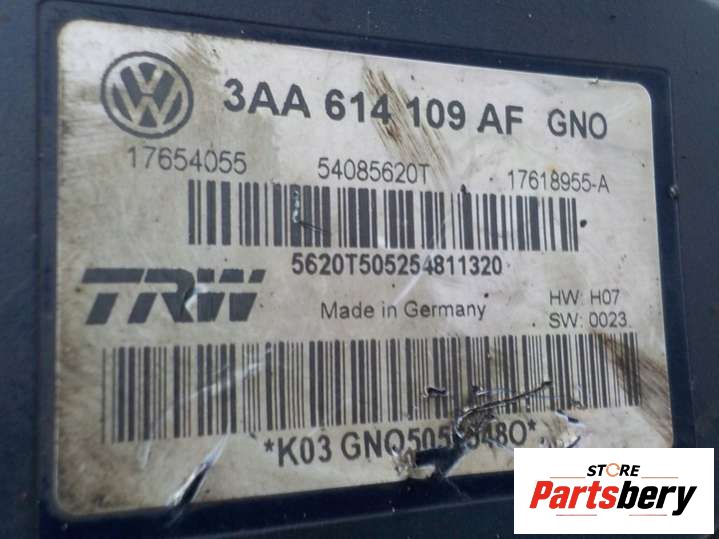 3AA 614 109 AF GNO
17654055 54085620T 17618955-A
5620T505254811320
TRW
Made in Germany
HW: H07
SW: 0023
*K03
STORE
Partsbery